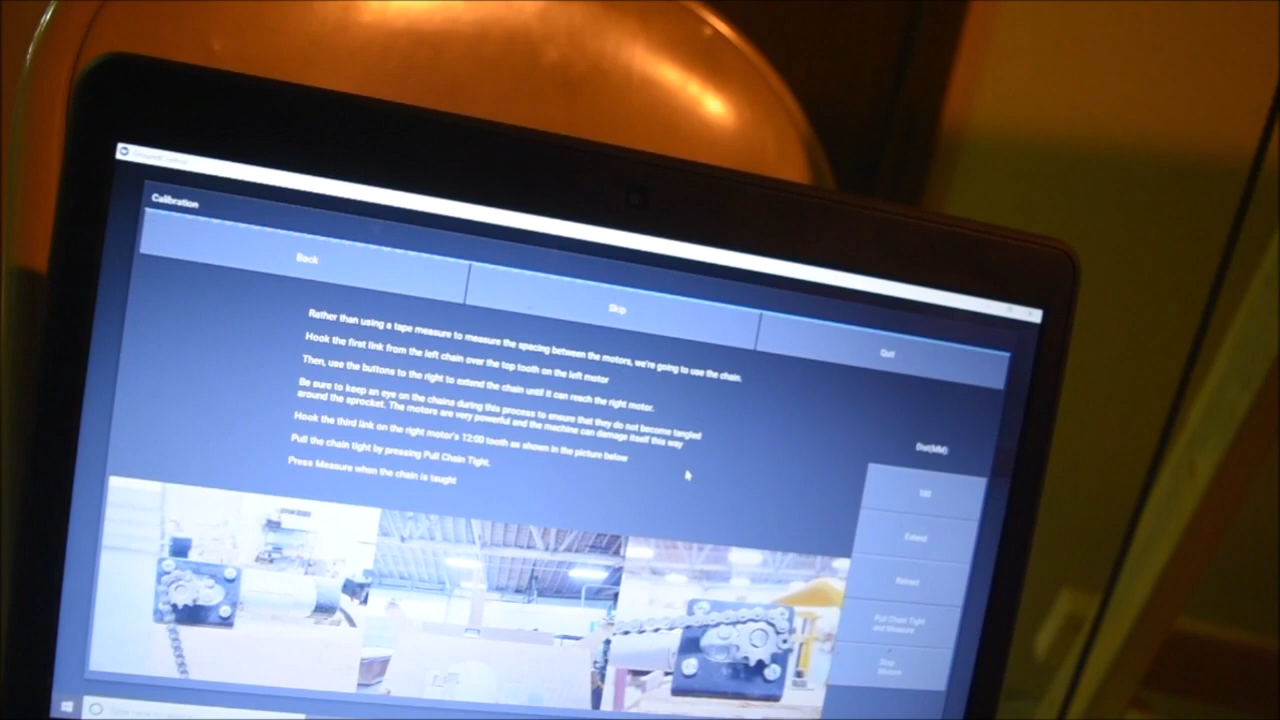 GroundControl
Calibration
Back
Skip
Quit
Rather than using a tape measure to measure the spacing between the motors, we're going to use the chain.
Hook the first link from the left chain over the top tooth on the left motor
Then, use the buttons to the right to extend the chain until it can reach the right motor.
Be sure to keep an eye on the chains during this process to ensure that they do not become tangled
around the sprocket. The motors are very powerful and the machine can damage itself this way
Hook the third link on the right motor's 12:00 tooth as shown in the picture below
Pull the chain tight by pressing Pull Chain Tight.
Press Measure when the chain is taught
Dist(MM)
100
Extend
Retract
Pull Chain Tight
and Measure
Stop